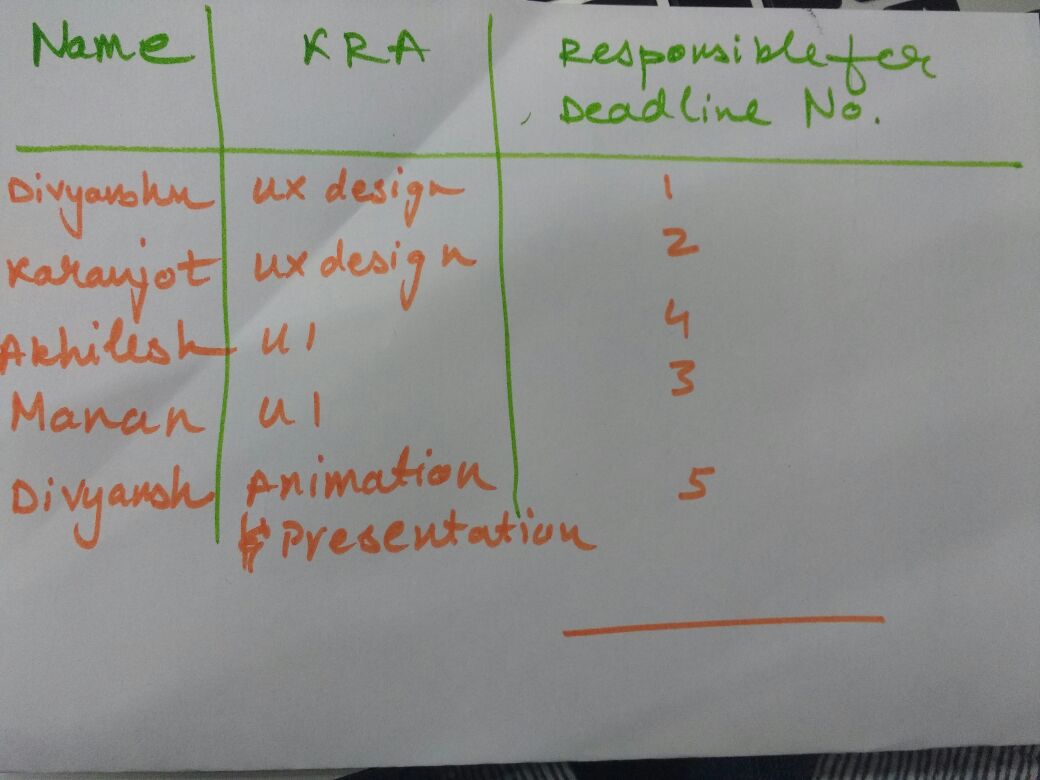 Name KRA Responsible for
Deadline No.
Divyanshu UX design 1
Karanjot UX design 2
Akhilesh UI 4
Manan UI 3
Divyansh Animation 5
& Presentation